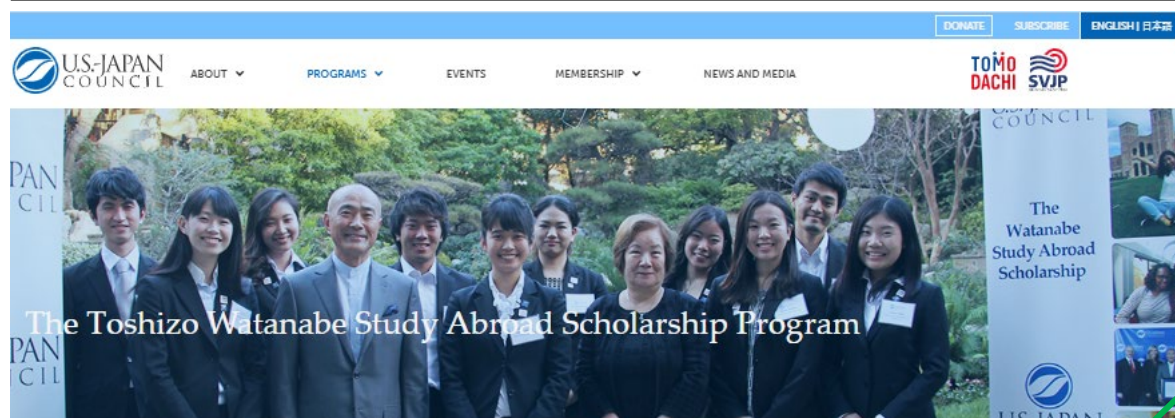 DONATE SUBSCRIBE ENGLISH | 日本語
U.S.-JAPAN
COUNCIL
ABOUT PROGRAMS EVENTS MEMBERSHIP NEWS AND MEDIA
TOMO
DACHI
SVJP
COUNCIL
PAN
CIL
The
Watanabe
Study Abroad
Scholarship
The Toshizo Watanabe Study Abroad Scholarship Program
PAN
CIL
U.S.-JAPAN